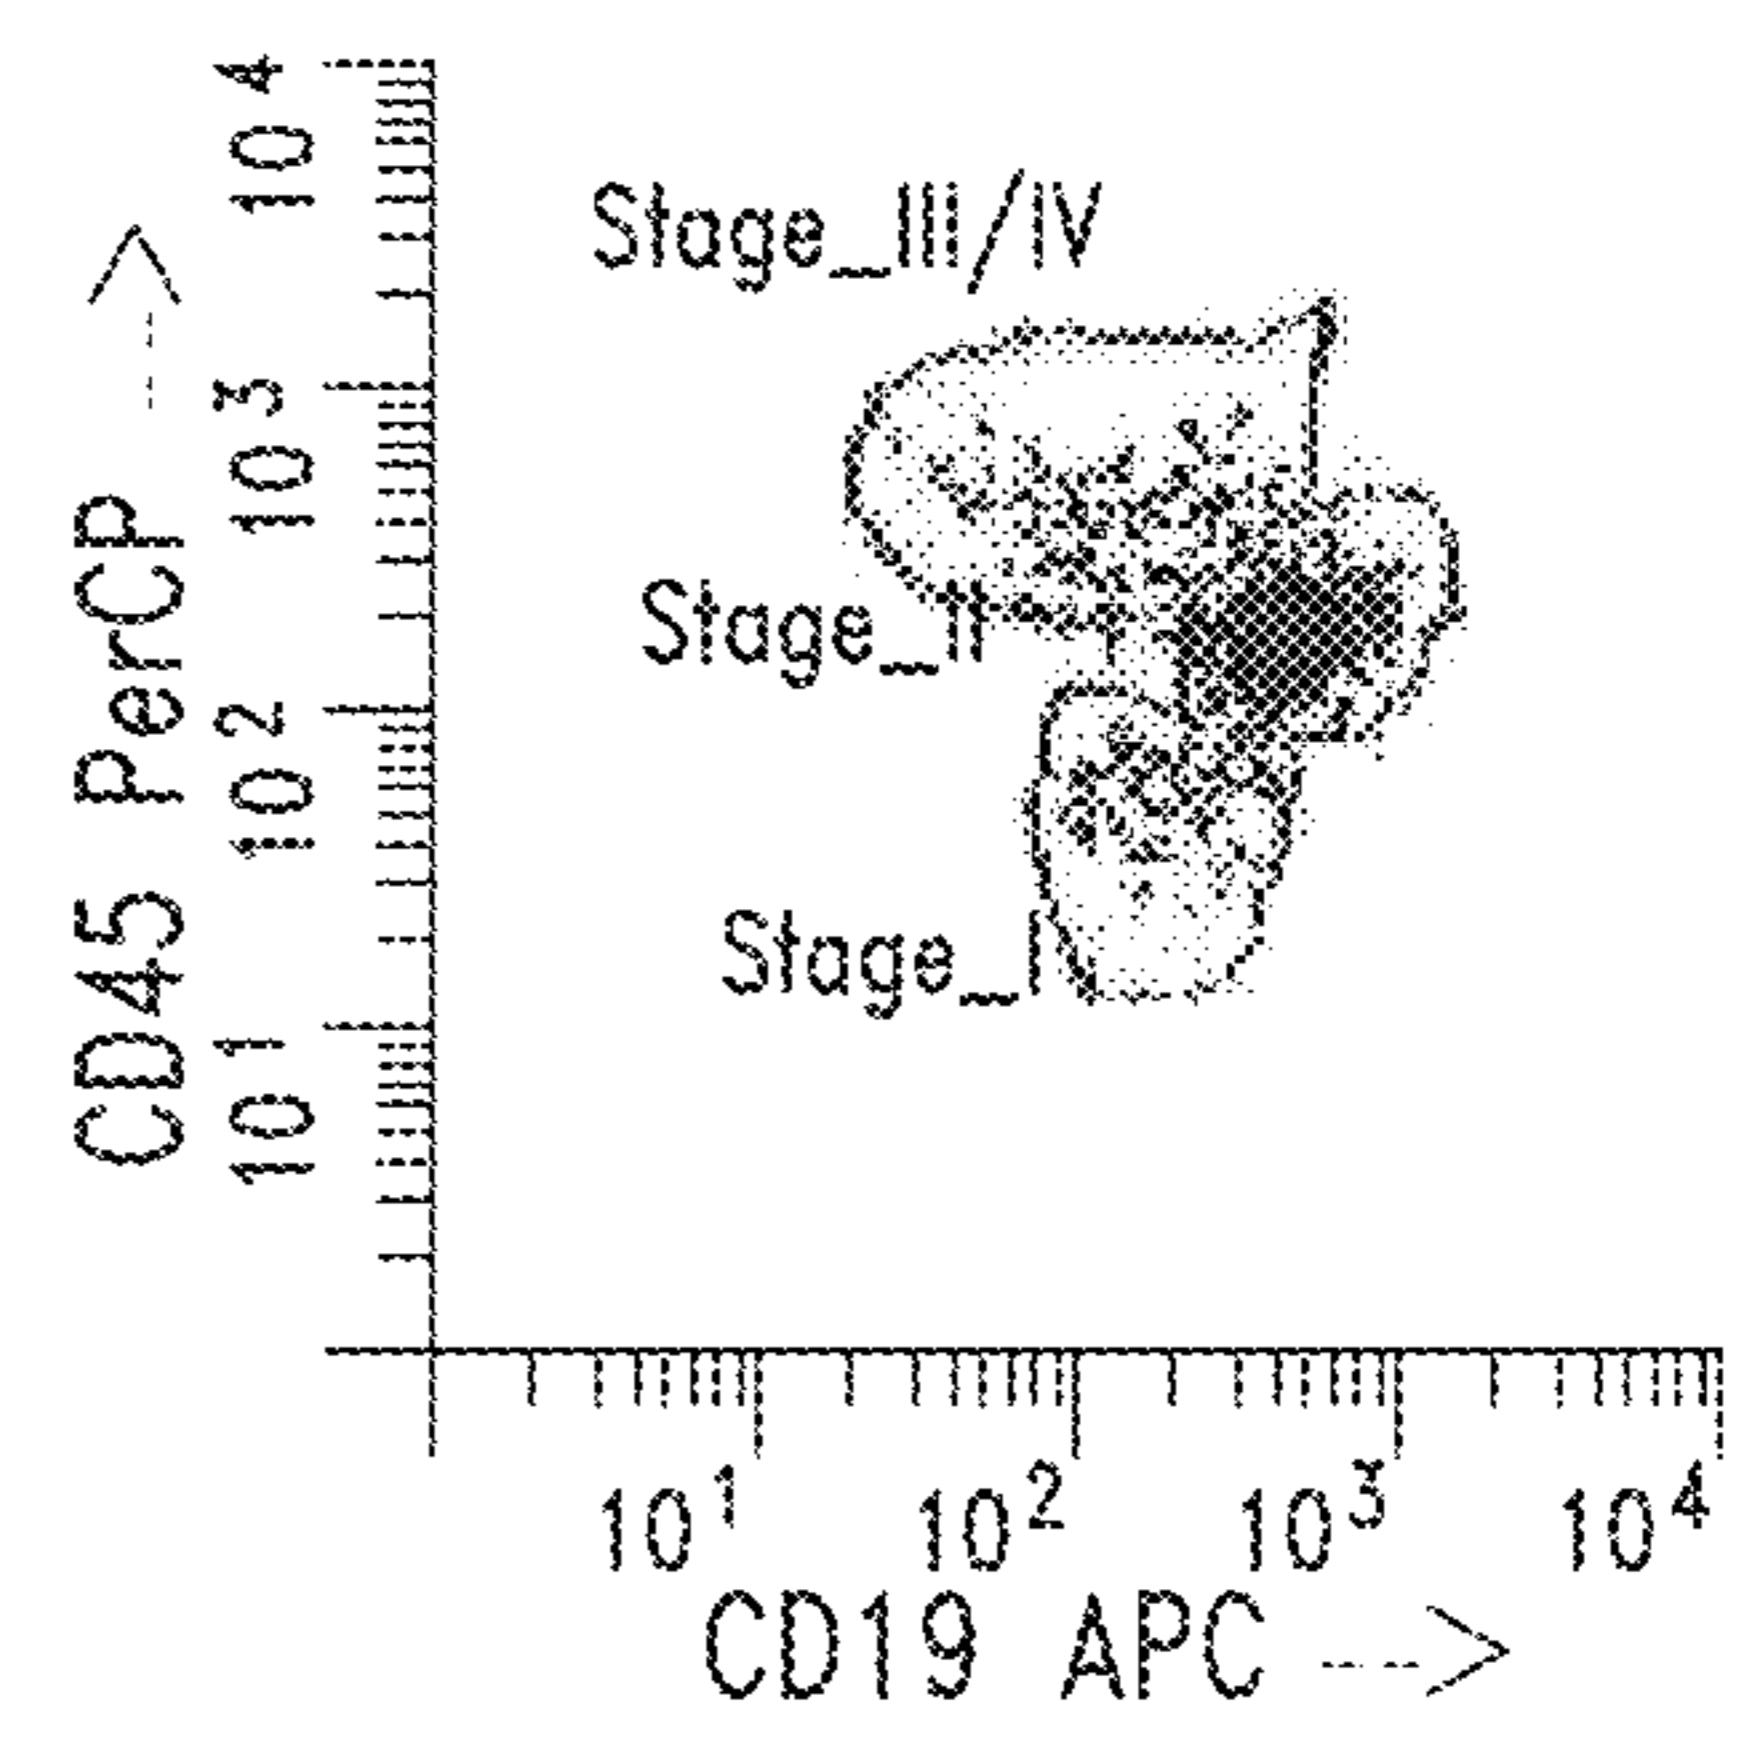 CD45 PerCP -->
10^4
10^3
10^2
10^1
Stage_III/IV
Stage_II
Stage_I
10^1 10^2 10^3 10^4
CD19 APC -->